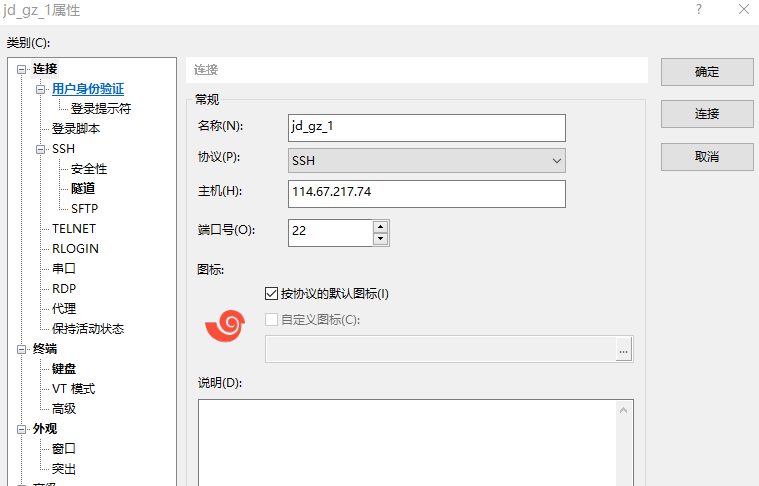 jd_gz_1属性
类别(C):
连接
用户身份验证
登录提示符
登录脚本
SSH
安全性
隧道
SFTP
TELNET
RLOGIN
串口
RDP
代理
保持活动状态
终端
键盘
VT 模式
高级
外观
窗口
突出
连接
常规
名称(N):
jd_gz_1
协议(P):
SSH
主机(H):
114.67.217.74
端口号(O):
22
图标:
按协议的默认图标(I)
自定义图标(C):
...
说明(D):
确定
连接
取消